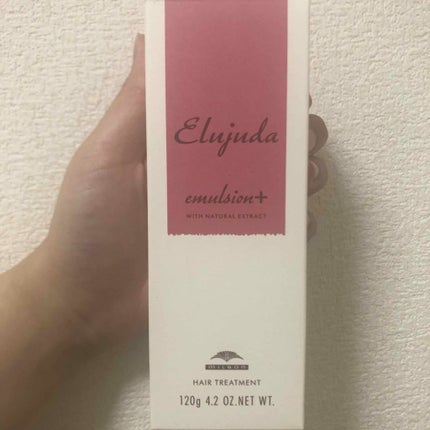 Elujuda
emulsion+
WITH NATURAL EXTRACT
milbon
HAIR TREATMENT
120g 4.2 OZ.NET WT.